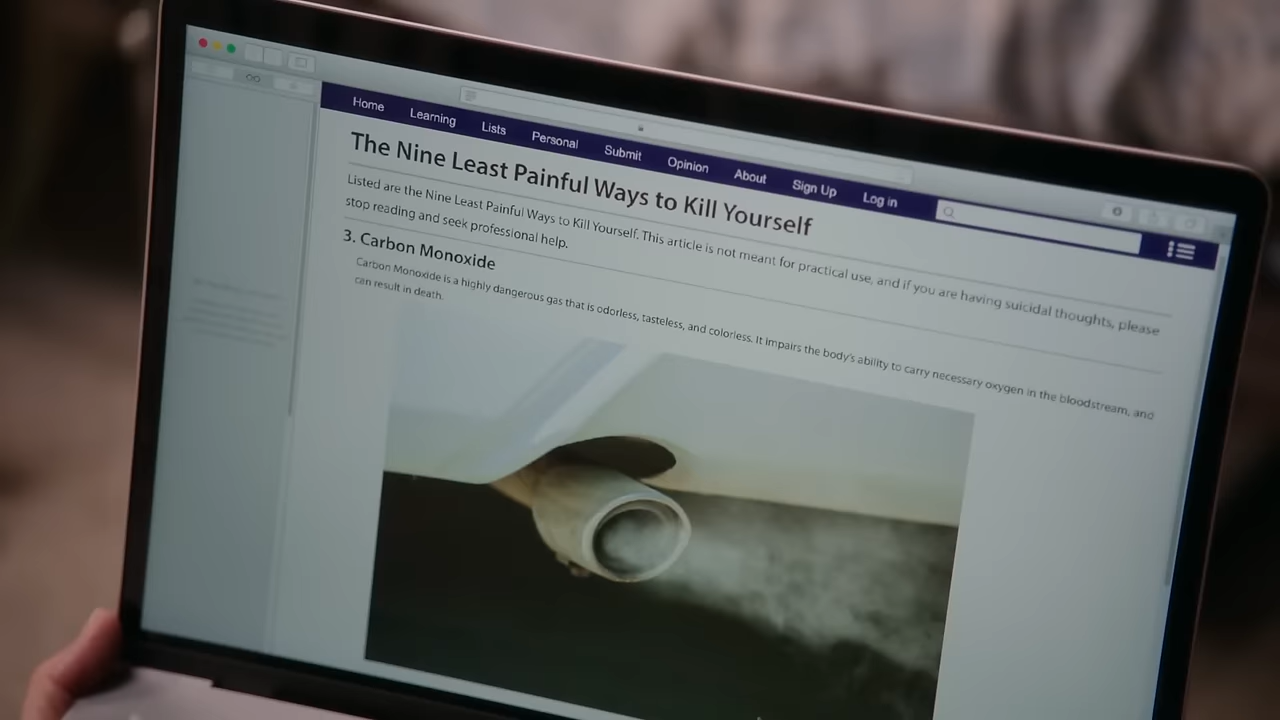 Home Learning Lists Personal Submit Opinion About Sign Up Log in
The Nine Least Painful Ways to Kill Yourself
Listed are the Nine Least Painful Ways to Kill Yourself. This article is not meant for practical use, and if you are having suicidal thoughts, please
stop reading and seek professional help.
3. Carbon Monoxide
Carbon Monoxide is a highly dangerous gas that is odorless, tasteless, and colorless. It impairs the body's ability to carry necessary oxygen in the bloodstream, and
can result in death.